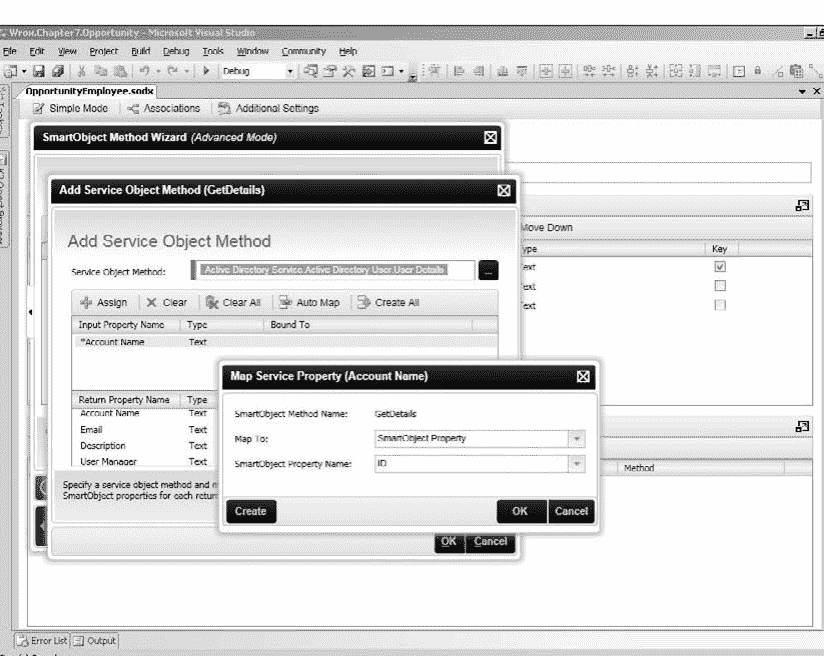 Wrox.Chapter7.Opportunity - Microsoft Visual Studio
File Edit View Project Build Debug Tools Window Community Help
Debug
OpportunityEmployee.sodx
Simple Mode Associations Additional Settings
SmartObject Method Wizard (Advanced Mode)
Add Service Object Method (GetDetails)
Move Down
Add Service Object Method
Service Object Method: Active Directory Service.Active Directory User.User Details ...
Key
Assign Clear Clear All Auto Map Create All
Input Property Name Type Bound To
*Account Name Text
Map Service Property (Account Name)
Return Property Name Type
Account Name Text
Email Text
Description Text
User Manager Text
SmartObject Method Name: GetDetails
Map To: SmartObject Property
SmartObject Property Name: ID
Method
Specify a service object method and
SmartObject properties for each
Create OK Cancel
OK Cancel
Error List Output